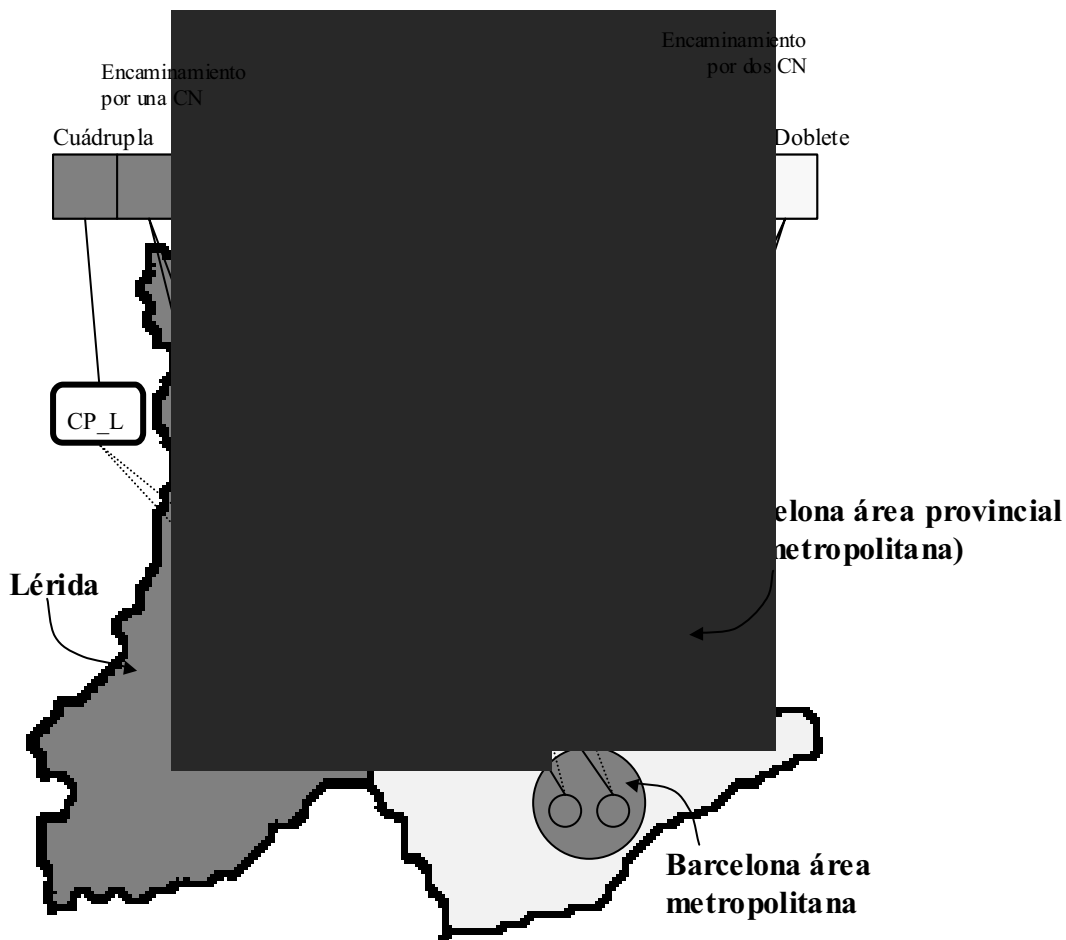 Encaminamiento
por dos CN
Encaminamiento
por una CN
Cuádrupla
Doblete
CP_L
elona área provincial
etropolitana)
Lérida
Barcelona área
metropolitana